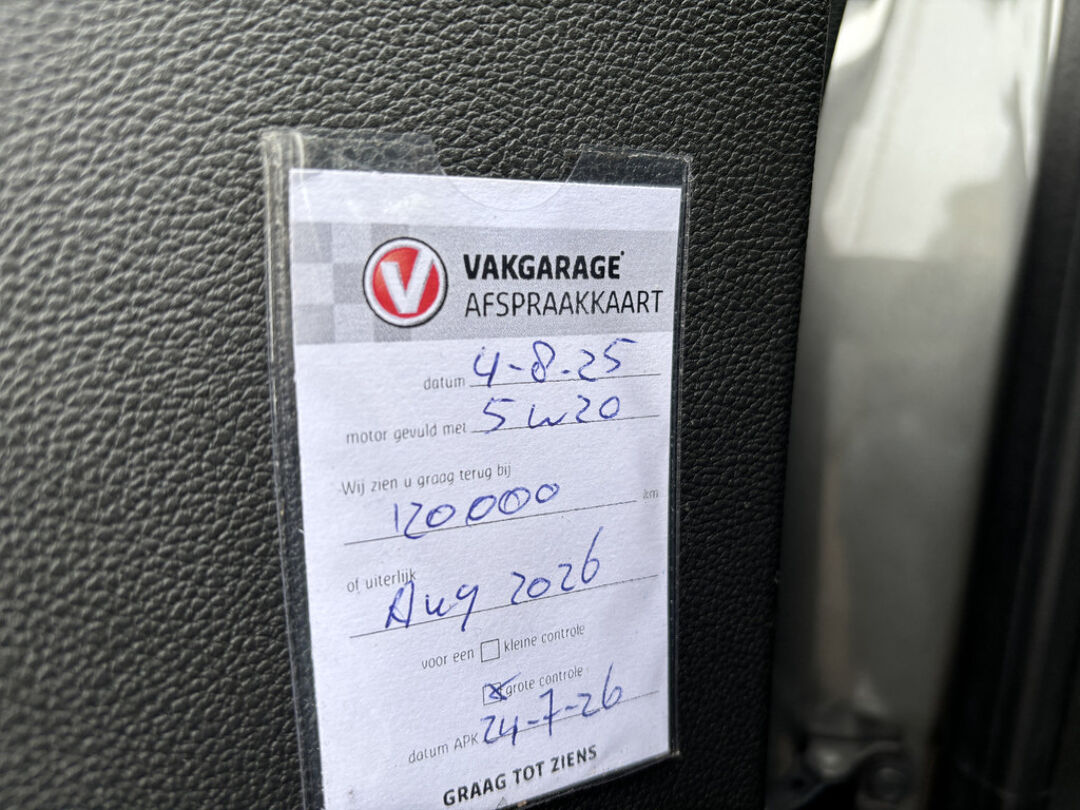 V VAKGARAGE
AFSPRAAKKAART
datum 4-8-25
motor gevuld met 5w20
Wij zien u graag terug bij
120000 km
of uiterlijk
Aug 2026
voor een kleine controle
grote controle
datum APK 24-7-26
GRAAG TOT ZIENS